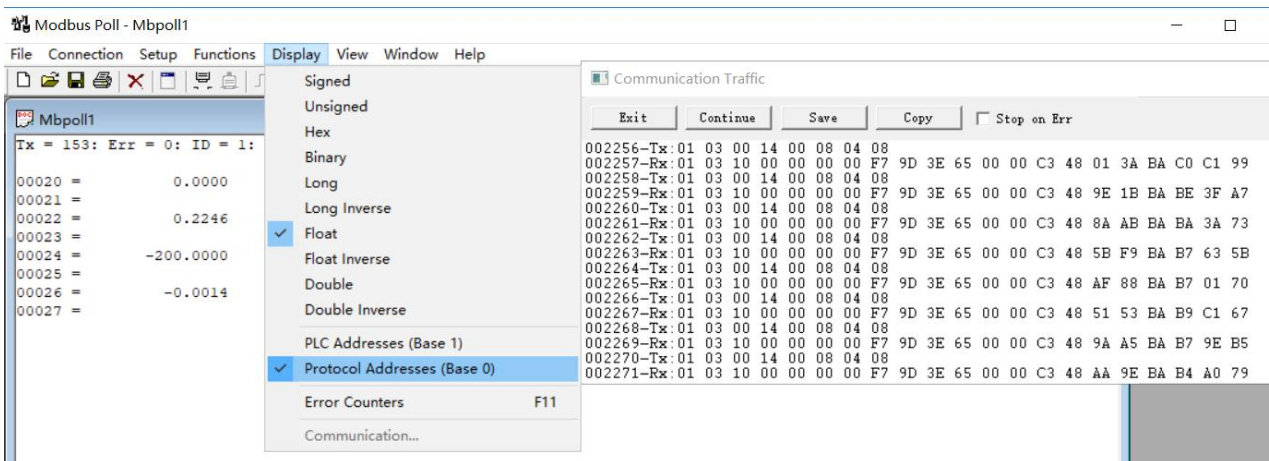 Modbus Poll - Mbpoll1
File Connection Setup Functions Display View Window Help
Mbpoll1
Tx = 153: Err = 0: ID = 1:
00020 = 0.0000
00021 =
00022 = 0.2246
00023 =
00024 = -200.0000
00025 =
00026 = -0.0014
00027 =
Signed
Unsigned
Hex
Binary
Long
Long Inverse
Float
Float Inverse
Double
Double Inverse
PLC Addresses (Base 1)
Protocol Addresses (Base 0)
Error Counters F11
Communication...
Communication Traffic
Exit Continue Save Copy Stop on Err
002256-Tx:01 03 00 14 00 08 04 08
002257-Rx:01 03 10 00 00 00 00 F7 9D 3E 65 00 00 C3 48 01 3A BA C0 C1 99
002258-Tx:01 03 00 14 00 08 04 08
002259-Rx:01 03 10 00 00 00 00 F7 9D 3E 65 00 00 C3 48 9E 1B BA BE 3F A7
002260-Tx:01 03 00 14 00 08 04 08
002261-Rx:01 03 10 00 00 00 00 F7 9D 3E 65 00 00 C3 48 8A AB BA BA 3A 73
002262-Tx:01 03 00 14 00 08 04 08
002263-Rx:01 03 10 00 00 00 00 F7 9D 3E 65 00 00 C3 48 5B F9 BA B7 63 5B
002264-Tx:01 03 00 14 00 08 04 08
002265-Rx:01 03 10 00 00 00 00 F7 9D 3E 65 00 00 C3 48 AF 88 BA B7 01 70
002266-Tx:01 03 00 14 00 08 04 08
002267-Rx:01 03 10 00 00 00 00 F7 9D 3E 65 00 00 C3 48 51 53 BA B9 C1 67
002268-Tx:01 03 00 14 00 08 04 08
002269-Rx:01 03 10 00 00 00 00 F7 9D 3E 65 00 00 C3 48 9A A5 BA B7 9E B5
002270-Tx:01 03 00 14 00 08 04 08
002271-Rx:01 03 10 00 00 00 00 F7 9D 3E 65 00 00 C3 48 AA 9E BA B4 A0 79